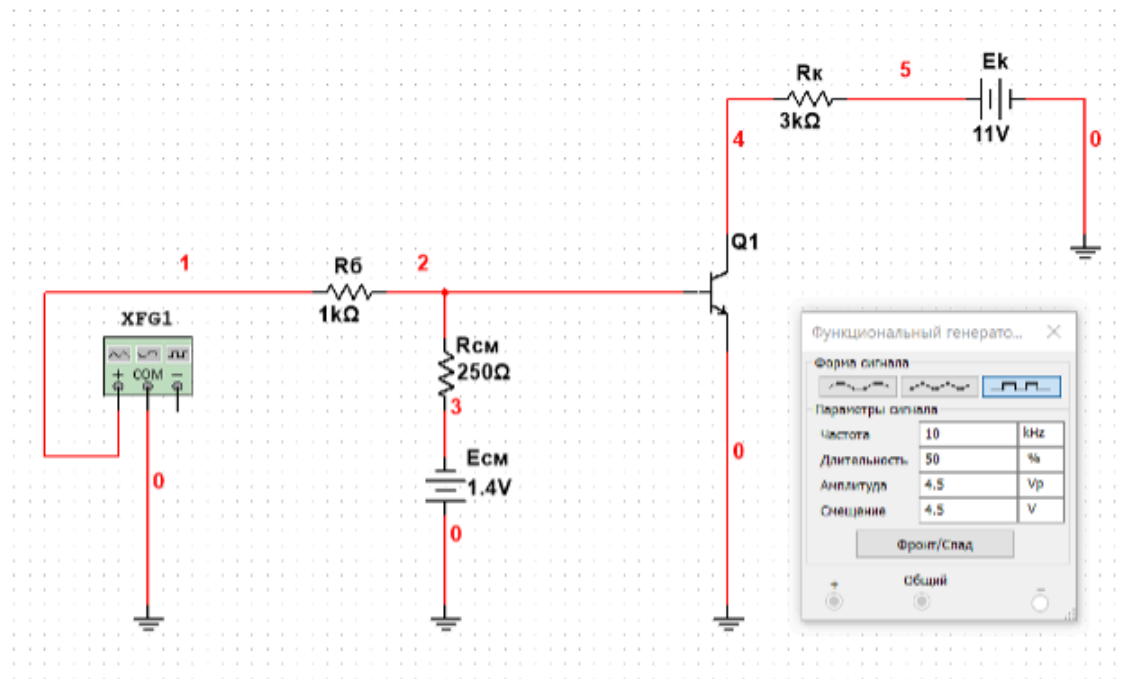 Ek
Rк
5
3kΩ
11V
4
0
Q1
1
Rб
2
1kΩ
XFG1
+ COM −
Rсм
250Ω
3
0
Eсм
1.4V
0
0
Функциональный генерато...
Форма сигнала
Параметры сигнала
Частота 10 kHz
Длительность 50 %
Амплитуда 4.5 Vp
Смещение 4.5 V
Фронт/Спад
+ Общий −